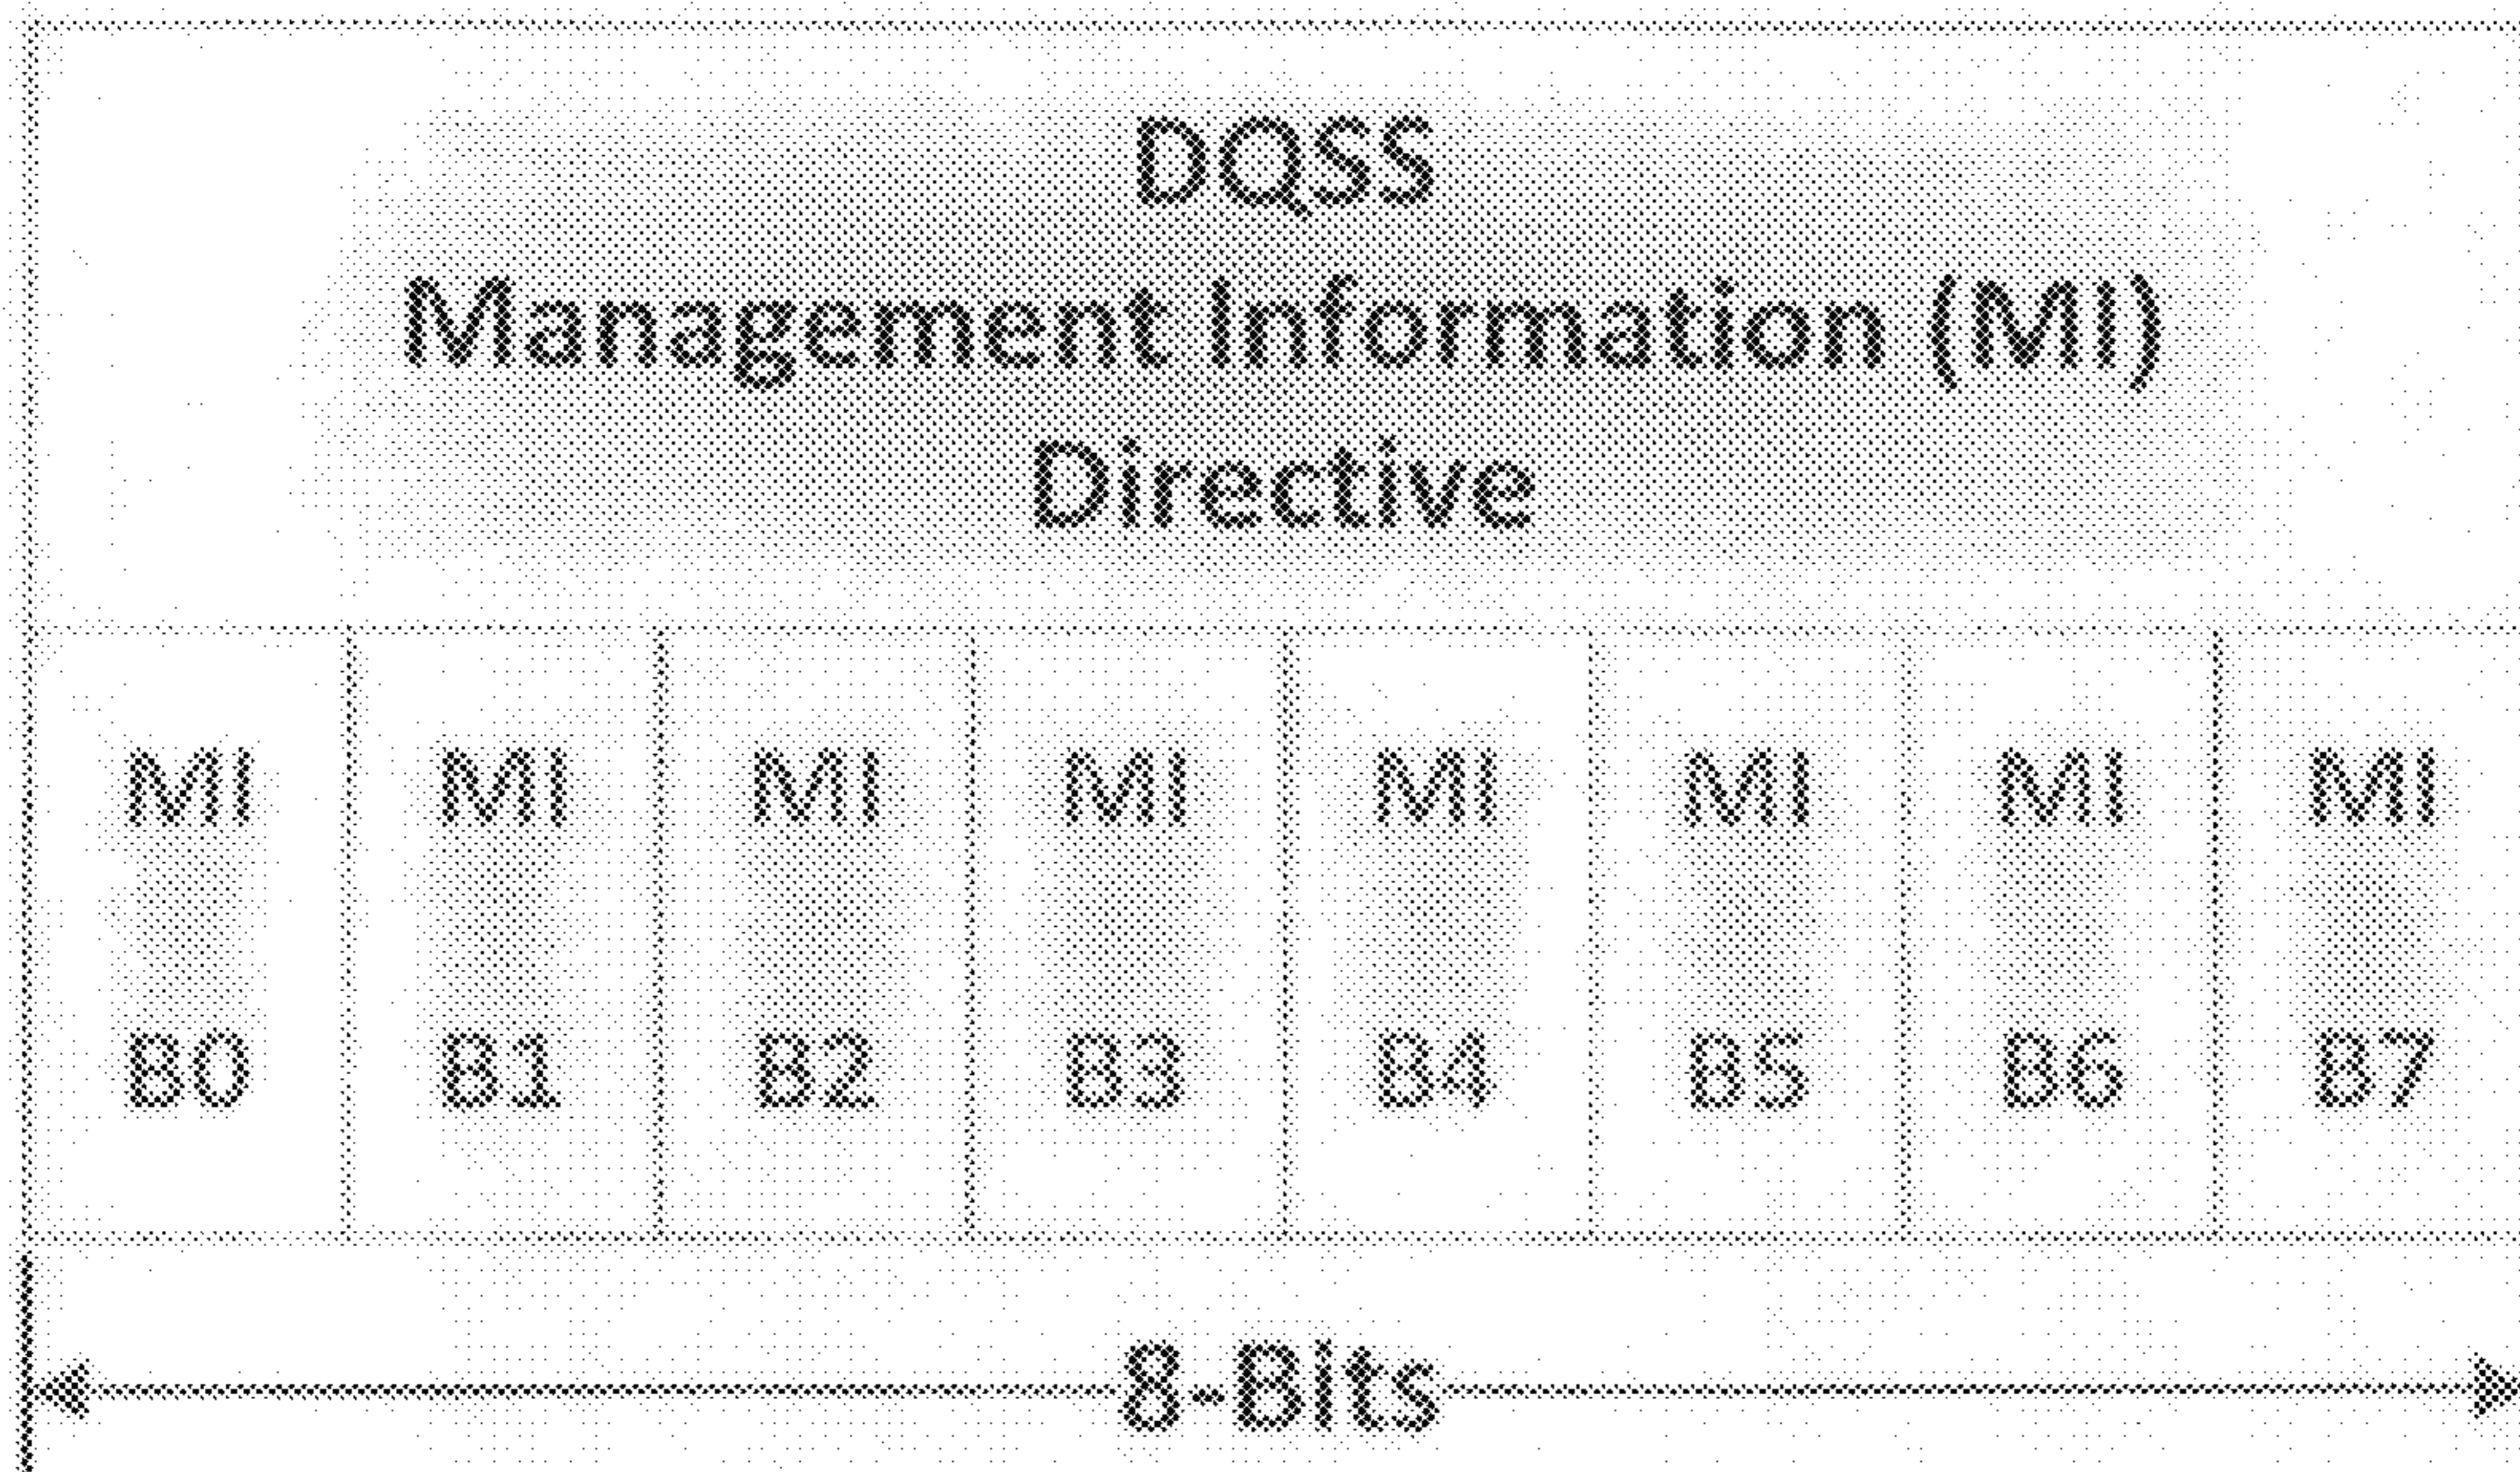 DQSS
Management Information (MI)
Directive
MI MI MI MI MI MI MI MI
B0 B1 B2 B3 B4 B5 B6 B7
8-Bits